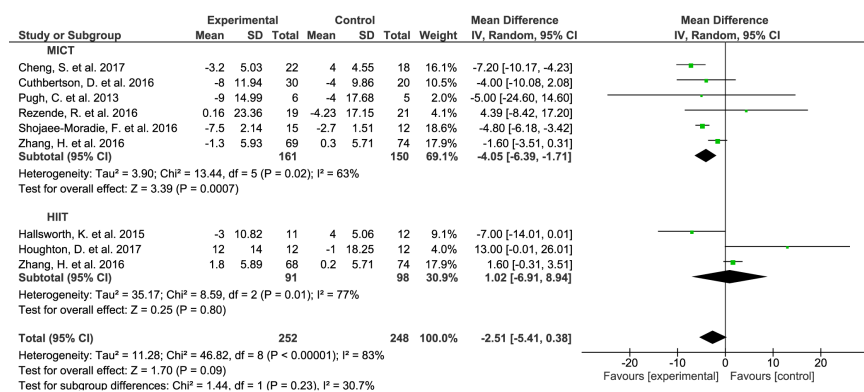 Experimental Control Mean Difference Mean Difference
Study or Subgroup Mean SD Total Mean SD Total Weight IV, Random, 95% CI IV, Random, 95% CI
MICT
Cheng, S. et al. 2017 -3.2 5.03 22 4 4.55 18 16.1% -7.20 [-10.17, -4.23]
Cuthbertson, D. et al. 2016 -8 11.94 30 -4 9.86 20 11.1% -4.00 [-10.08, 2.08]
Pugh, C. et al. 2013 -9 14.99 6 -4 17.68 5 2.0% -5.00 [-24.60, 14.60]
Rezende, R. et al. 2016 0.16 23.36 19 -4.23 17.15 21 4.1% 4.39 [-8.42, 17.20]
Shojaee-Moradie, F. et al. 2016 -7.5 2.14 15 -2.7 1.51 12 18.6% -4.80 [-6.18, -3.42]
Zhang, H. et al. 2016 -1.3 5.93 69 0.3 5.71 74 17.9% -1.60 [-3.51, 0.31]
Subtotal (95% CI) 161 150 69.1% -4.05 [-6.39, -1.71]
Heterogeneity: Tau² = 3.90; Chi² = 13.44, df = 5 (P = 0.02); I² = 63%
Test for overall effect: Z = 3.39 (P = 0.0007)
HIIT
Hallsworth, K. et al. 2015 -3 10.82 11 4 5.06 12 9.1% -7.00 [-14.01, 0.01]
Houghton, D. et al. 2017 12 14 12 -1 18.25 12 4.0% 13.00 [-0.01, 26.01]
Zhang, H. et al. 2016 1.8 5.89 68 0.2 5.71 74 17.9% 1.60 [-0.31, 3.51]
Subtotal (95% CI) 91 98 30.9% 1.02 [-6.91, 8.94]
Heterogeneity: Tau² = 35.17; Chi² = 8.59, df = 2 (P = 0.01); I² = 77%
Test for overall effect: Z = 0.25 (P = 0.80)
Total (95% CI) 252 248 100.0% -2.51 [-5.41, 0.38]
Heterogeneity: Tau² = 11.28; Chi² = 46.82, df = 8 (P < 0.00001); I² = 83%
Test for overall effect: Z = 1.70 (P = 0.09)
Test for subgroup differences: Chi² = 1.44, df = 1 (P = 0.23), I² = 30.7%
-20 -10 0 10 20
Favours [experimental] Favours [control]